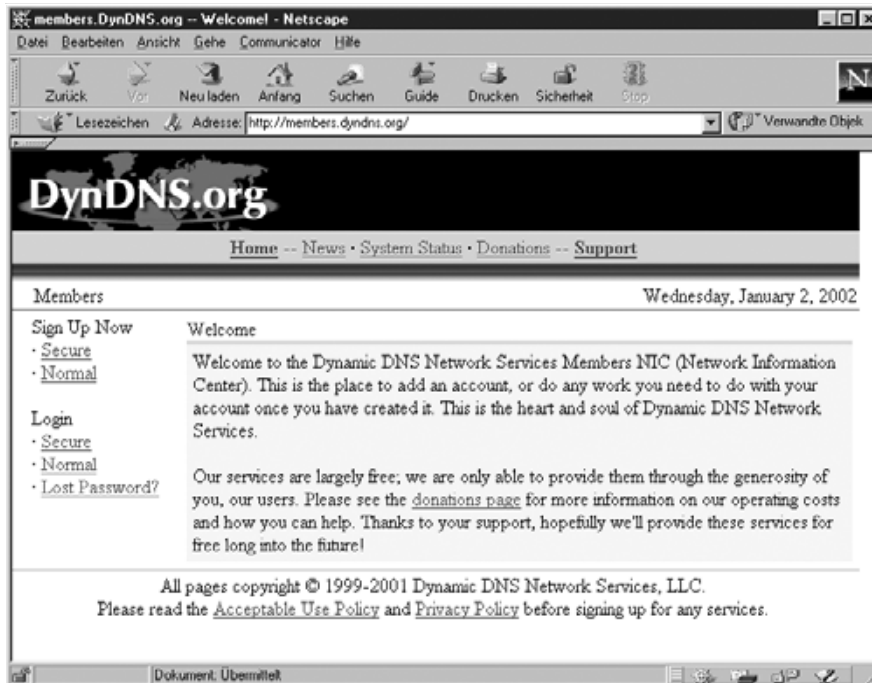 members.DynDNS.org -- Welcome! - Netscape
Datei Bearbeiten Ansicht Gehe Communicator Hilfe
Zurück Vor Neu laden Anfang Suchen Guide Drucken Sicherheit Stop
N
Lesezeichen Adresse: http://members.dyndns.org/ Verwandte Objek
DynDNS.org
Home -- News · System Status · Donations -- Support
Members Wednesday, January 2, 2002
Sign Up Now
· Secure
· Normal
Login
· Secure
· Normal
· Lost Password?
Welcome
Welcome to the Dynamic DNS Network Services Members NIC (Network Information
Center). This is the place to add an account, or do any work you need to do with your
account once you have created it. This is the heart and soul of Dynamic DNS Network
Services.
Our services are largely free; we are only able to provide them through the generosity of
you, our users. Please see the donations page for more information on our operating costs
and how you can help. Thanks to your support, hopefully we'll provide these services for
free long into the future!
All pages copyright © 1999-2001 Dynamic DNS Network Services, LLC.
Please read the Acceptable Use Policy and Privacy Policy before signing up for any services.
Dokument: Übermittelt